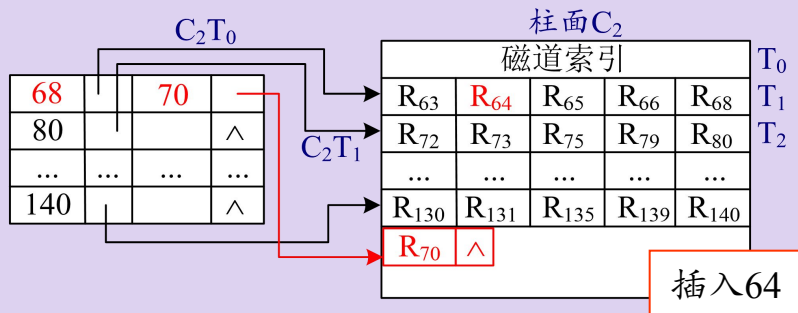 柱面C₂
C₂T₀
磁道索引 T₀
68 70 R₆₃ R₆₄ R₆₅ R₆₆ R₆₈ T₁
80 ∧ R₇₂ R₇₃ R₇₅ R₇₉ R₈₀ T₂
C₂T₁
... ... ... ... ... ... ... ... ...
140 ∧ R₁₃₀ R₁₃₁ R₁₃₅ R₁₃₉ R₁₄₀
R₇₀ ∧
插入64